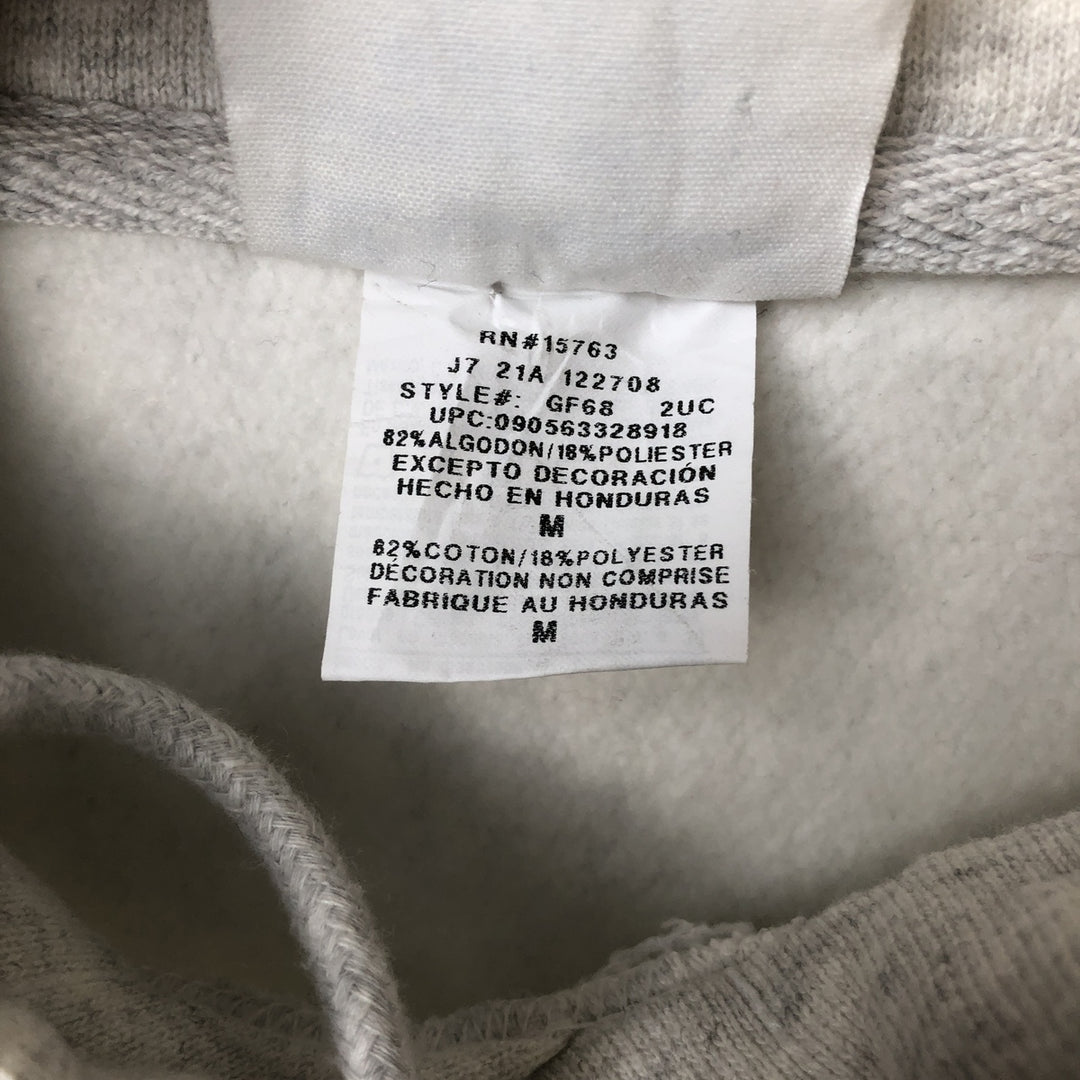 RN#15763
J7 21A 122708
STYLE#: GF68 2UC
UPC:090563328918
82%ALGODON/18%POLIESTER
EXCEPTO DECORACIÓN
HECHO EN HONDURAS
M
82%COTON/18%POLYESTER
DÉCORATION NON COMPRISE
FABRIQUE AU HONDURAS
M